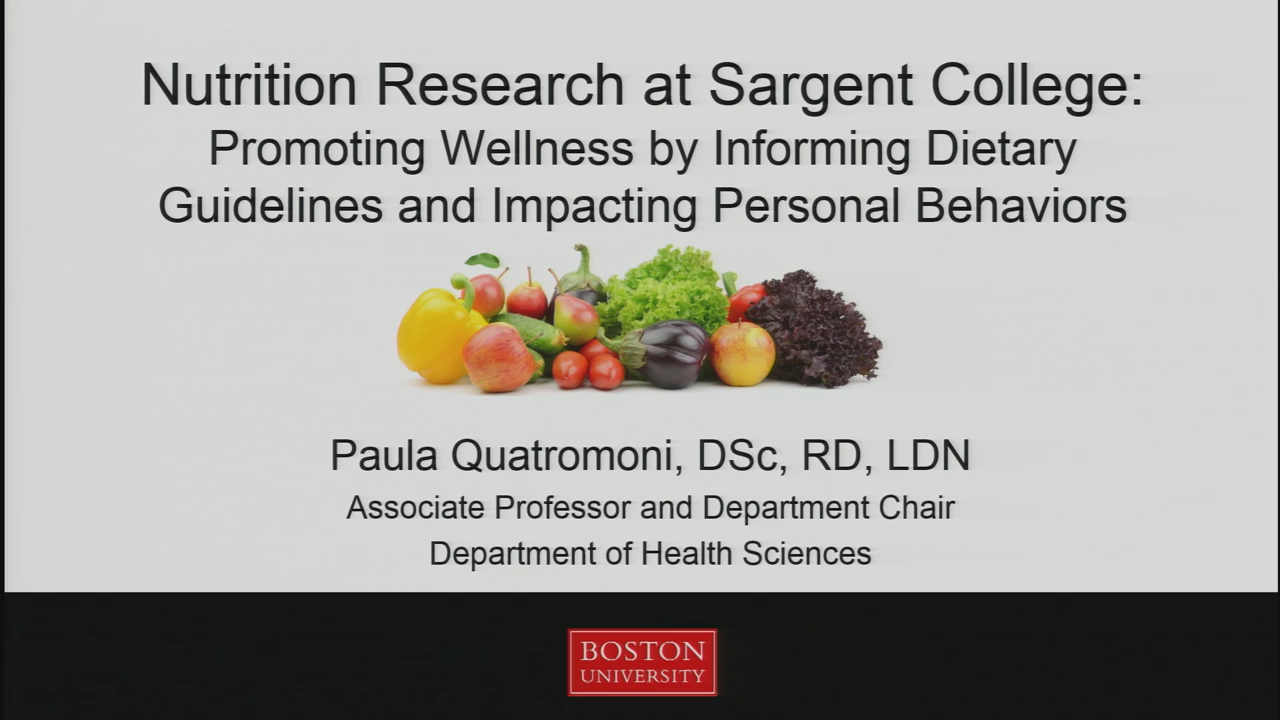 Nutrition Research at Sargent College:
Promoting Wellness by Informing Dietary
Guidelines and Impacting Personal Behaviors
Paula Quatromoni, DSc, RD, LDN
Associate Professor and Department Chair
Department of Health Sciences
BOSTON
UNIVERSITY